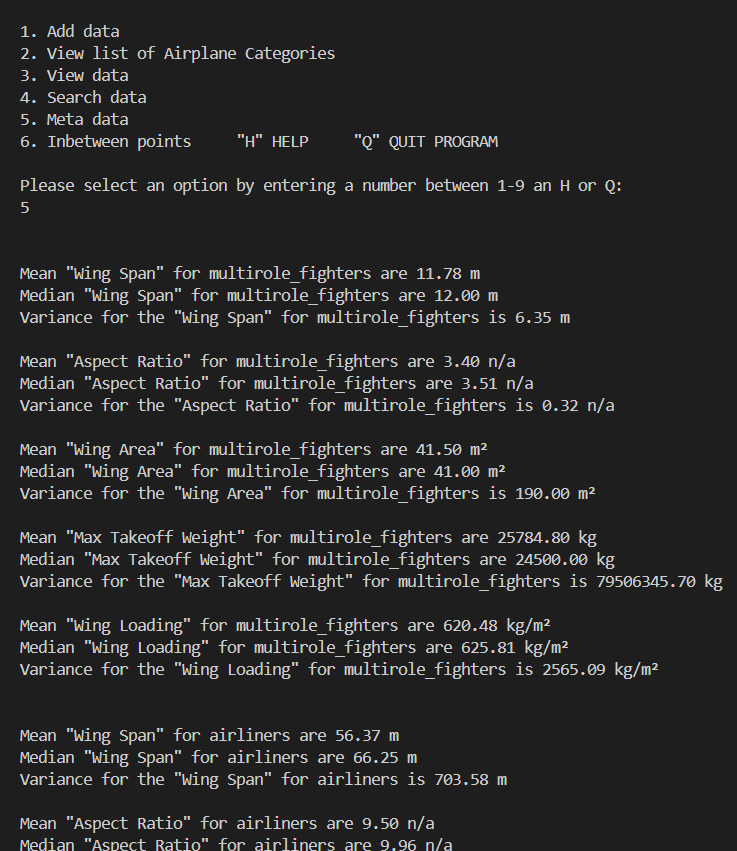 1. Add data
2. View list of Airplane Categories
3. View data
4. Search data
5. Meta data
6. Inbetween points     "H" HELP     "Q" QUIT PROGRAM
Please select an option by entering a number between 1-9 an H or Q:
5
Mean "Wing Span" for multirole_fighters are 11.78 m
Median "Wing Span" for multirole_fighters are 12.00 m
Variance for the "Wing Span" for multirole_fighters is 6.35 m
Mean "Aspect Ratio" for multirole_fighters are 3.40 n/a
Median "Aspect Ratio" for multirole_fighters are 3.51 n/a
Variance for the "Aspect Ratio" for multirole_fighters is 0.32 n/a
Mean "Wing Area" for multirole_fighters are 41.50 m²
Median "Wing Area" for multirole_fighters are 41.00 m²
Variance for the "Wing Area" for multirole_fighters is 190.00 m²
Mean "Max Takeoff Weight" for multirole_fighters are 25784.80 kg
Median "Max Takeoff Weight" for multirole_fighters are 24500.00 kg
Variance for the "Max Takeoff Weight" for multirole_fighters is 79506345.70 kg
Mean "Wing Loading" for multirole_fighters are 620.48 kg/m²
Median "Wing Loading" for multirole_fighters are 625.81 kg/m²
Variance for the "Wing Loading" for multirole_fighters is 2565.09 kg/m²
Mean "Wing Span" for airliners are 56.37 m
Median "Wing Span" for airliners are 66.25 m
Variance for the "Wing Span" for airliners is 703.58 m
Mean "Aspect Ratio" for airliners are 9.50 n/a
Median "Aspect Ratio" for airliners are 9.96 n/a